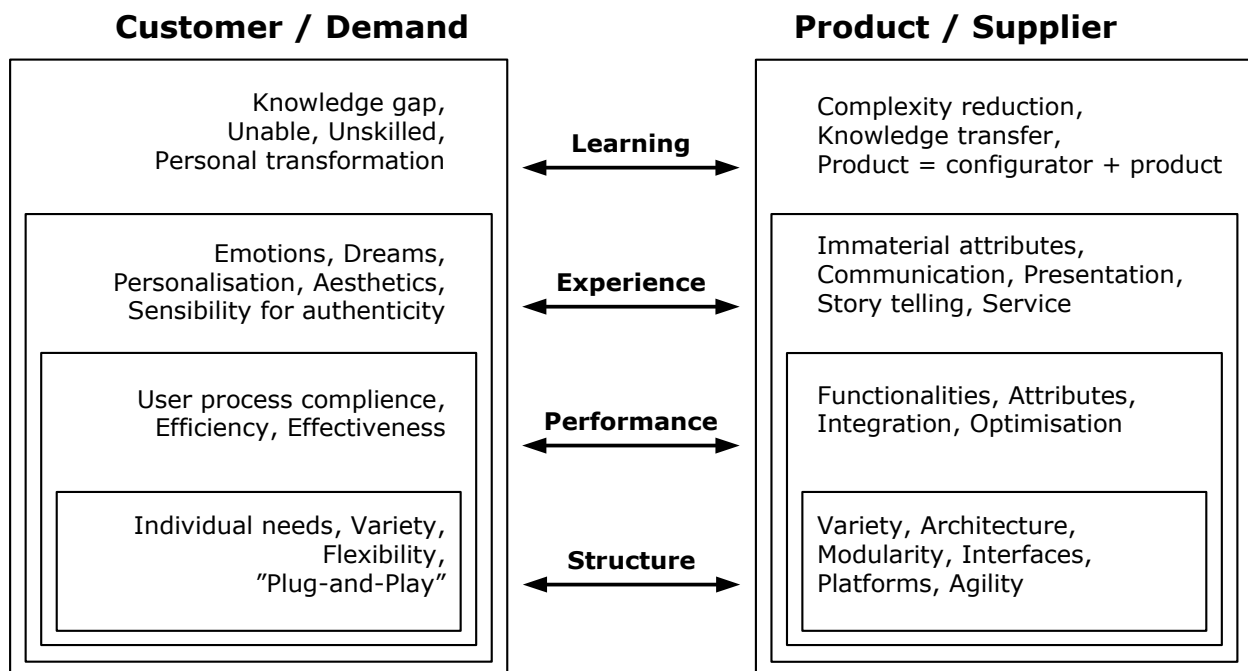 Customer / Demand
Product / Supplier
Knowledge gap,
Unable, Unskilled,
Personal transformation
Learning
Complexity reduction,
Knowledge transfer,
Product = configurator + product
Emotions, Dreams,
Personalisation, Aesthetics,
Sensibility for authenticity
Experience
Immaterial attributes,
Communication, Presentation,
Story telling, Service
User process complience,
Efficiency, Effectiveness
Performance
Functionalities, Attributes,
Integration, Optimisation
Individual needs, Variety,
Flexibility,
”Plug-and-Play”
Structure
Variety, Architecture,
Modularity, Interfaces,
Platforms, Agility